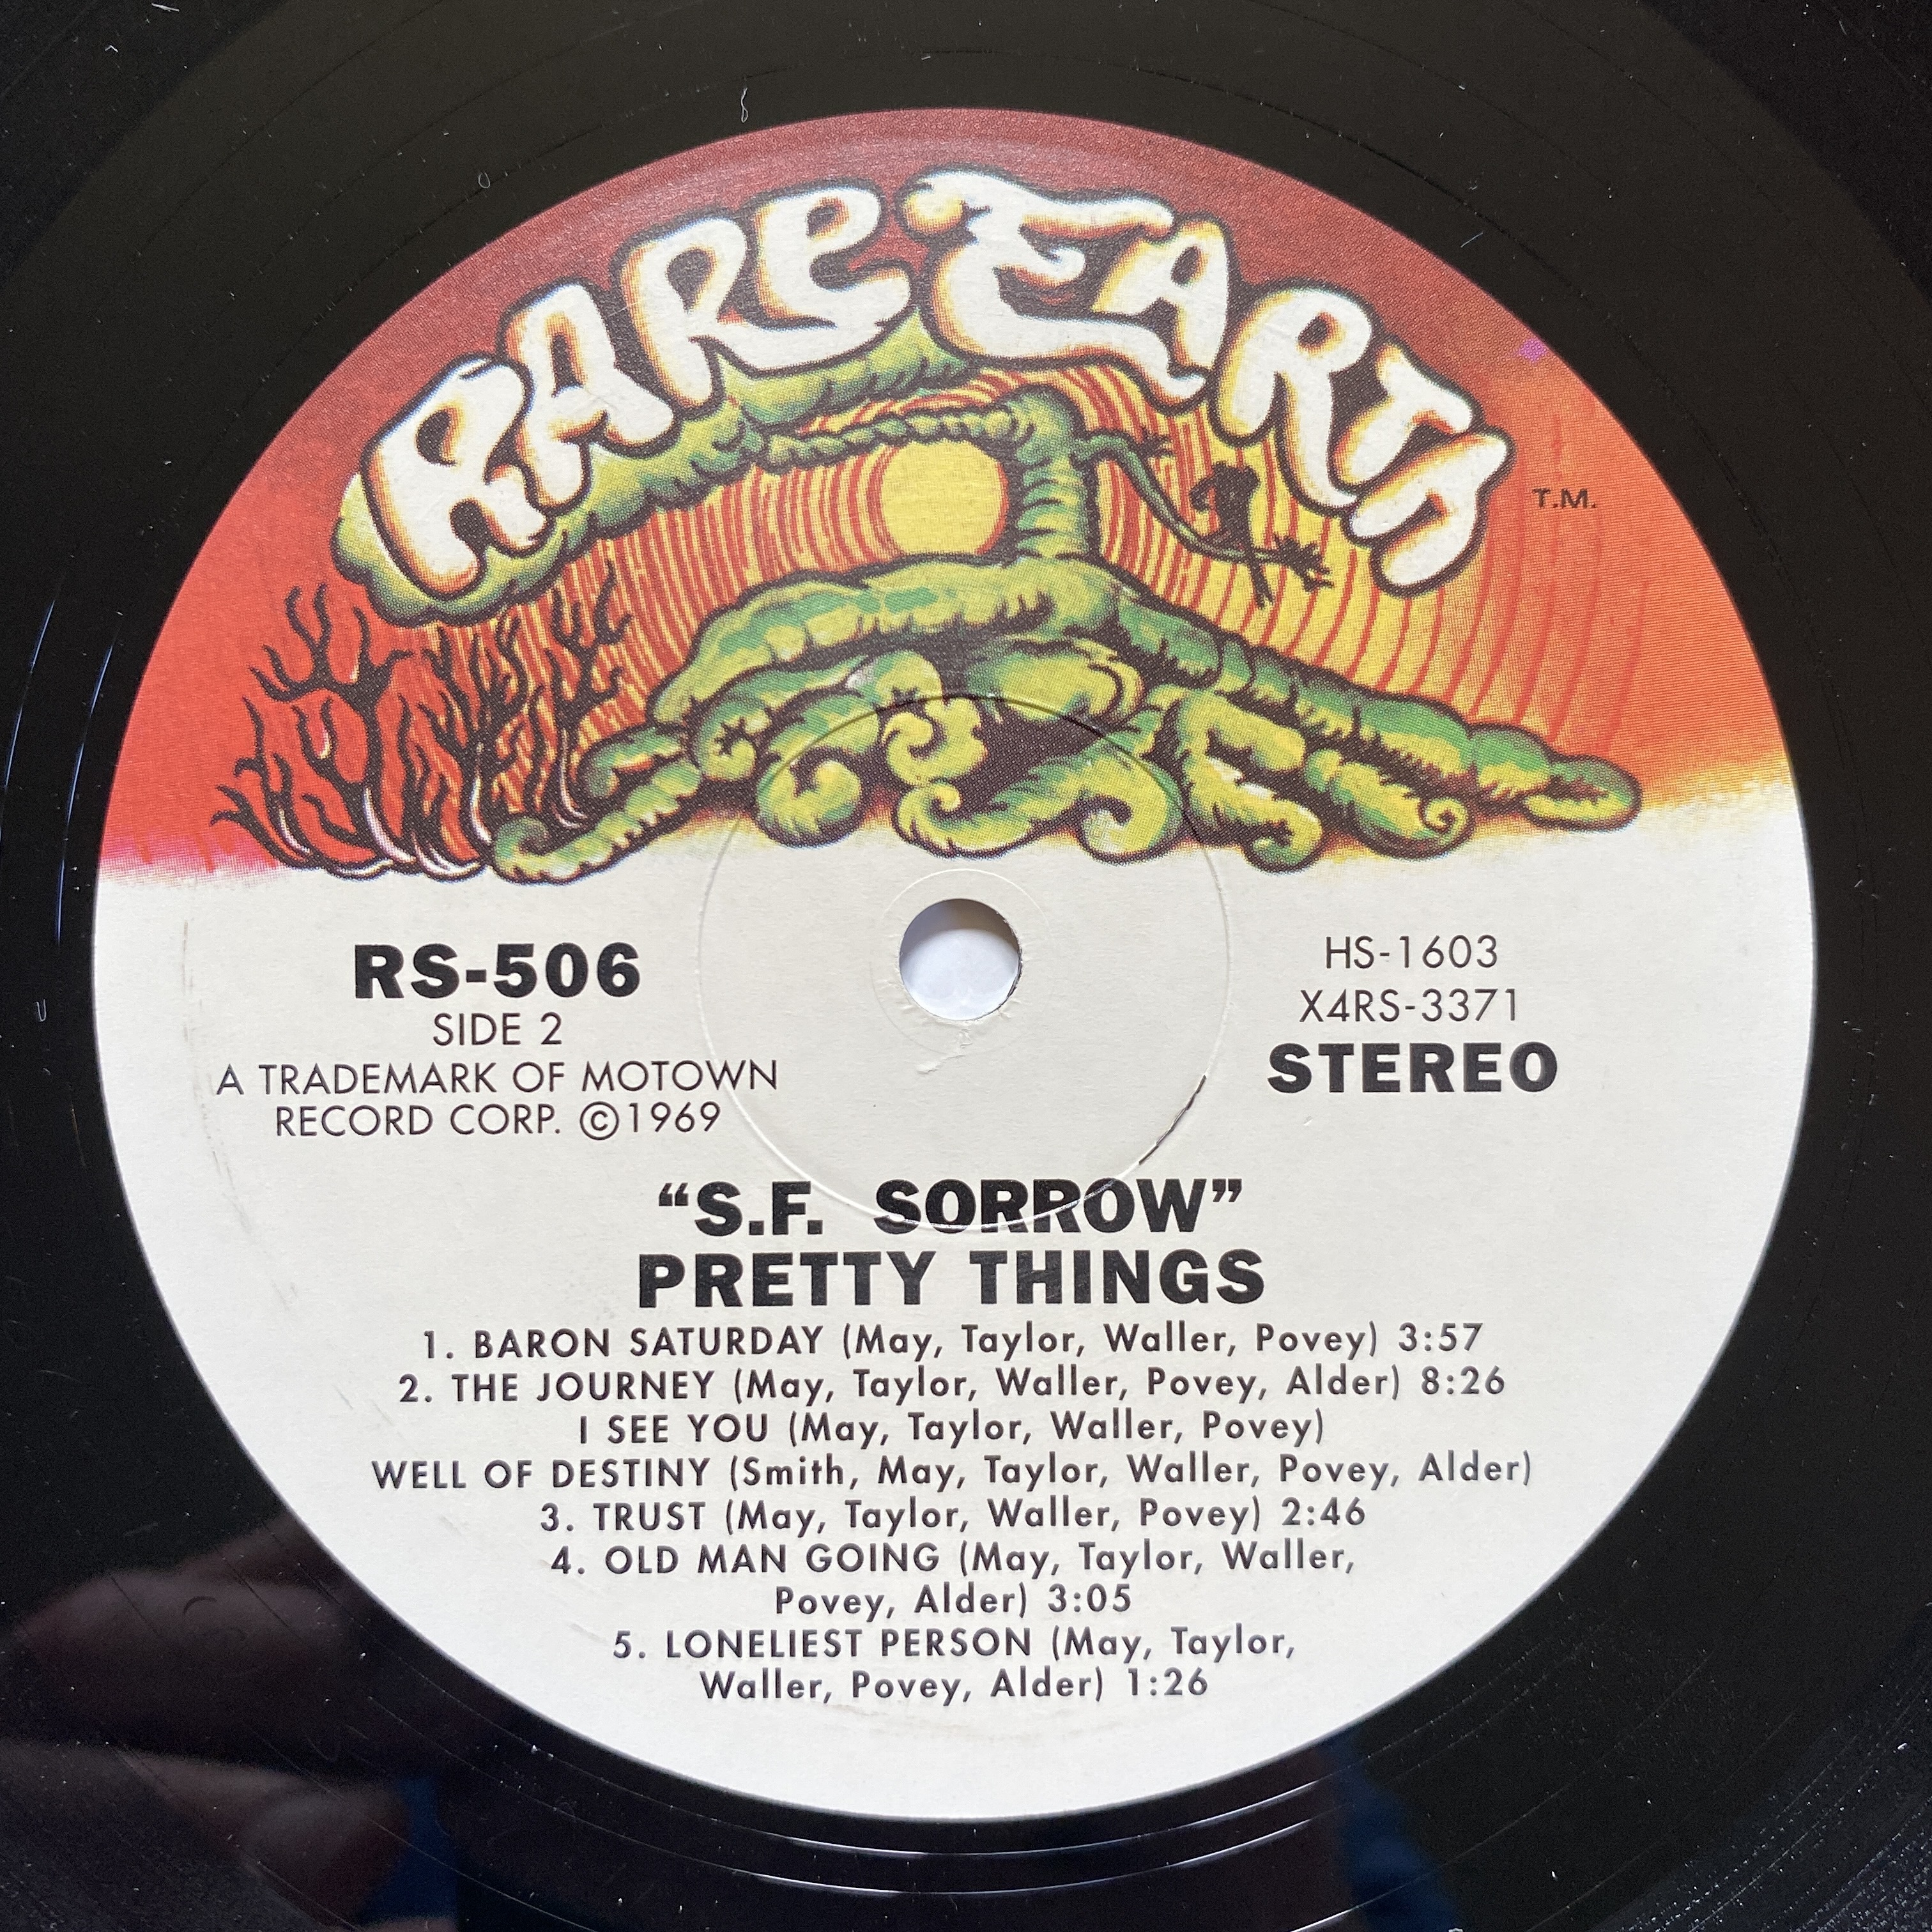 RARE EARTH
T.M.
RS-506
SIDE 2
A TRADEMARK OF MOTOWN
RECORD CORP. ©1969
HS-1603
X4RS-3371
STEREO
“S.F. SORROW”
PRETTY THINGS
1. BARON SATURDAY (May, Taylor, Waller, Povey) 3:57
2. THE JOURNEY (May, Taylor, Waller, Povey, Alder) 8:26
I SEE YOU (May, Taylor, Waller, Povey)
WELL OF DESTINY (Smith, May, Taylor, Waller, Povey, Alder)
3. TRUST (May, Taylor, Waller, Povey) 2:46
4. OLD MAN GOING (May, Taylor, Waller,
Povey, Alder) 3:05
5. LONELIEST PERSON (May, Taylor,
Waller, Povey, Alder) 1:26